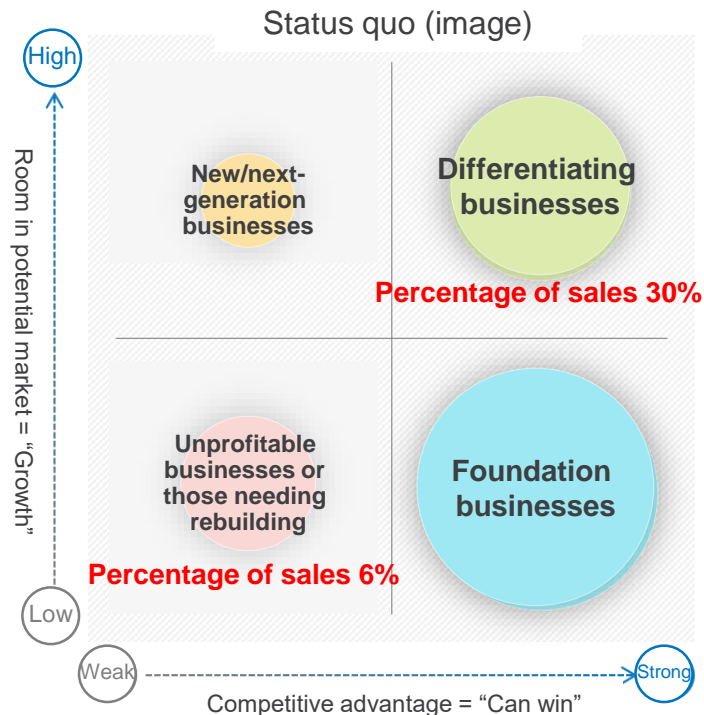 Status quo (image)
High
New/next-
generation
businesses
Differentiating
businesses
Percentage of sales 30%
Room in potential market = “Growth”
Unprofitable
businesses or
those needing
rebuilding
Foundation
businesses
Percentage of sales 6%
Low
Weak
Strong
Competitive advantage = “Can win”